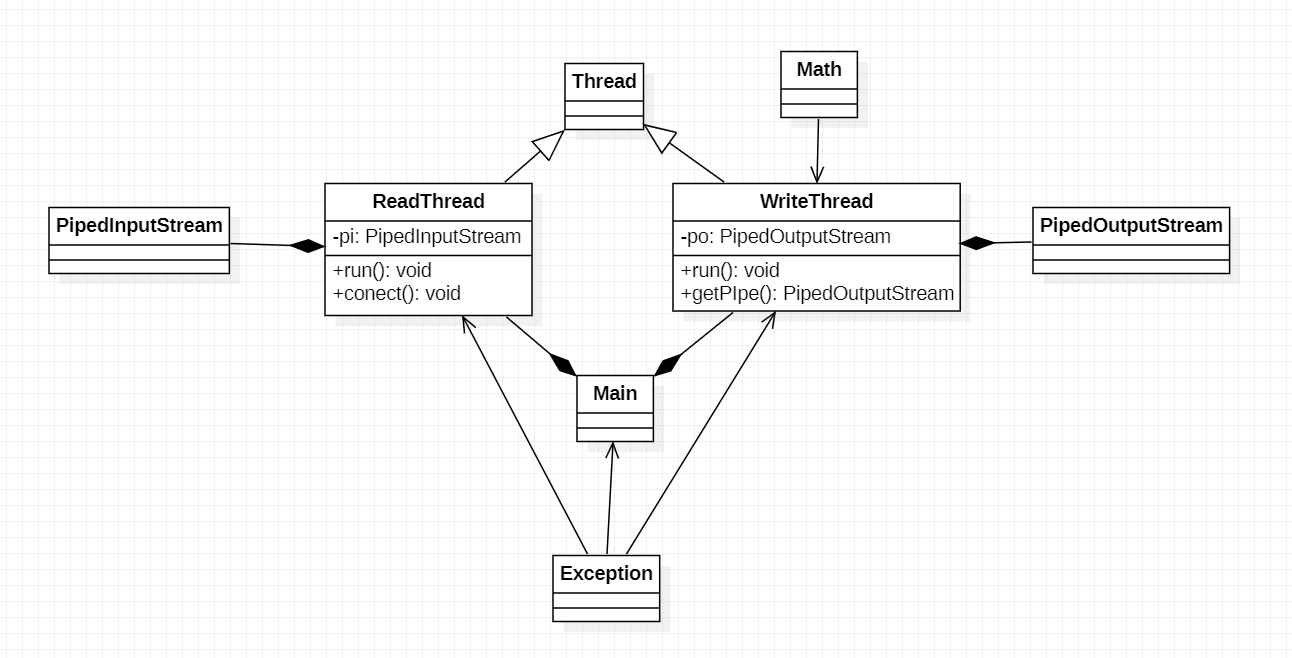 Thread
Math
ReadThread
-pi: PipedInputStream
+run(): void
+conect(): void
WriteThread
-po: PipedOutputStream
+run(): void
+getPIpe(): PipedOutputStream
PipedInputStream
PipedOutputStream
Main
Exception